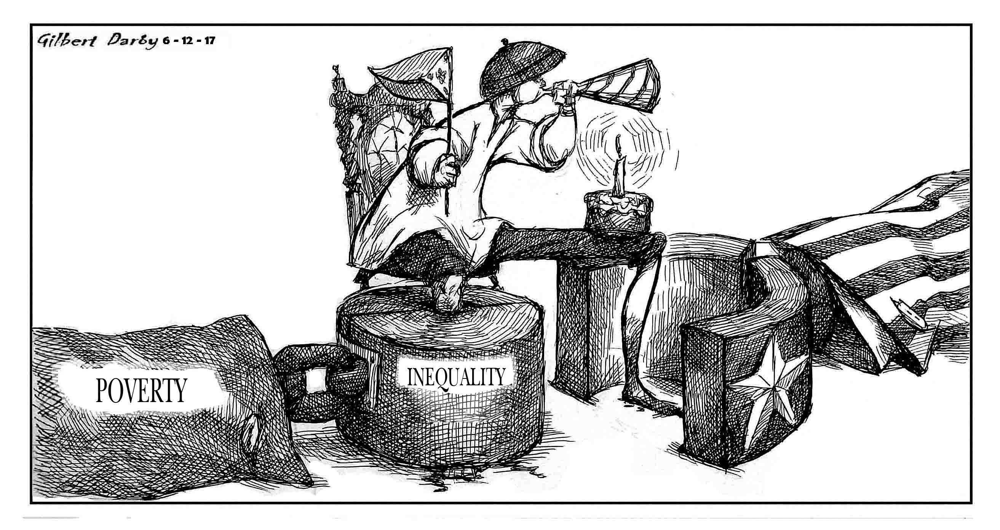 Gilbert Darby 6 - 12 - 17
POVERTY
INEQUALITY